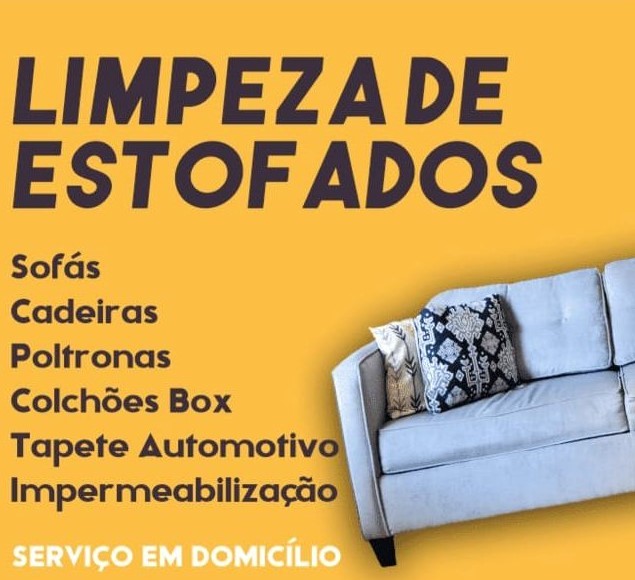 LIMPEZA DE
ESTOFADOS
Sofás
Cadeiras
Poltronas
Colchões Box
Tapete Automotivo
Impermeabilização
SERVIÇO EM DOMICÍLIO